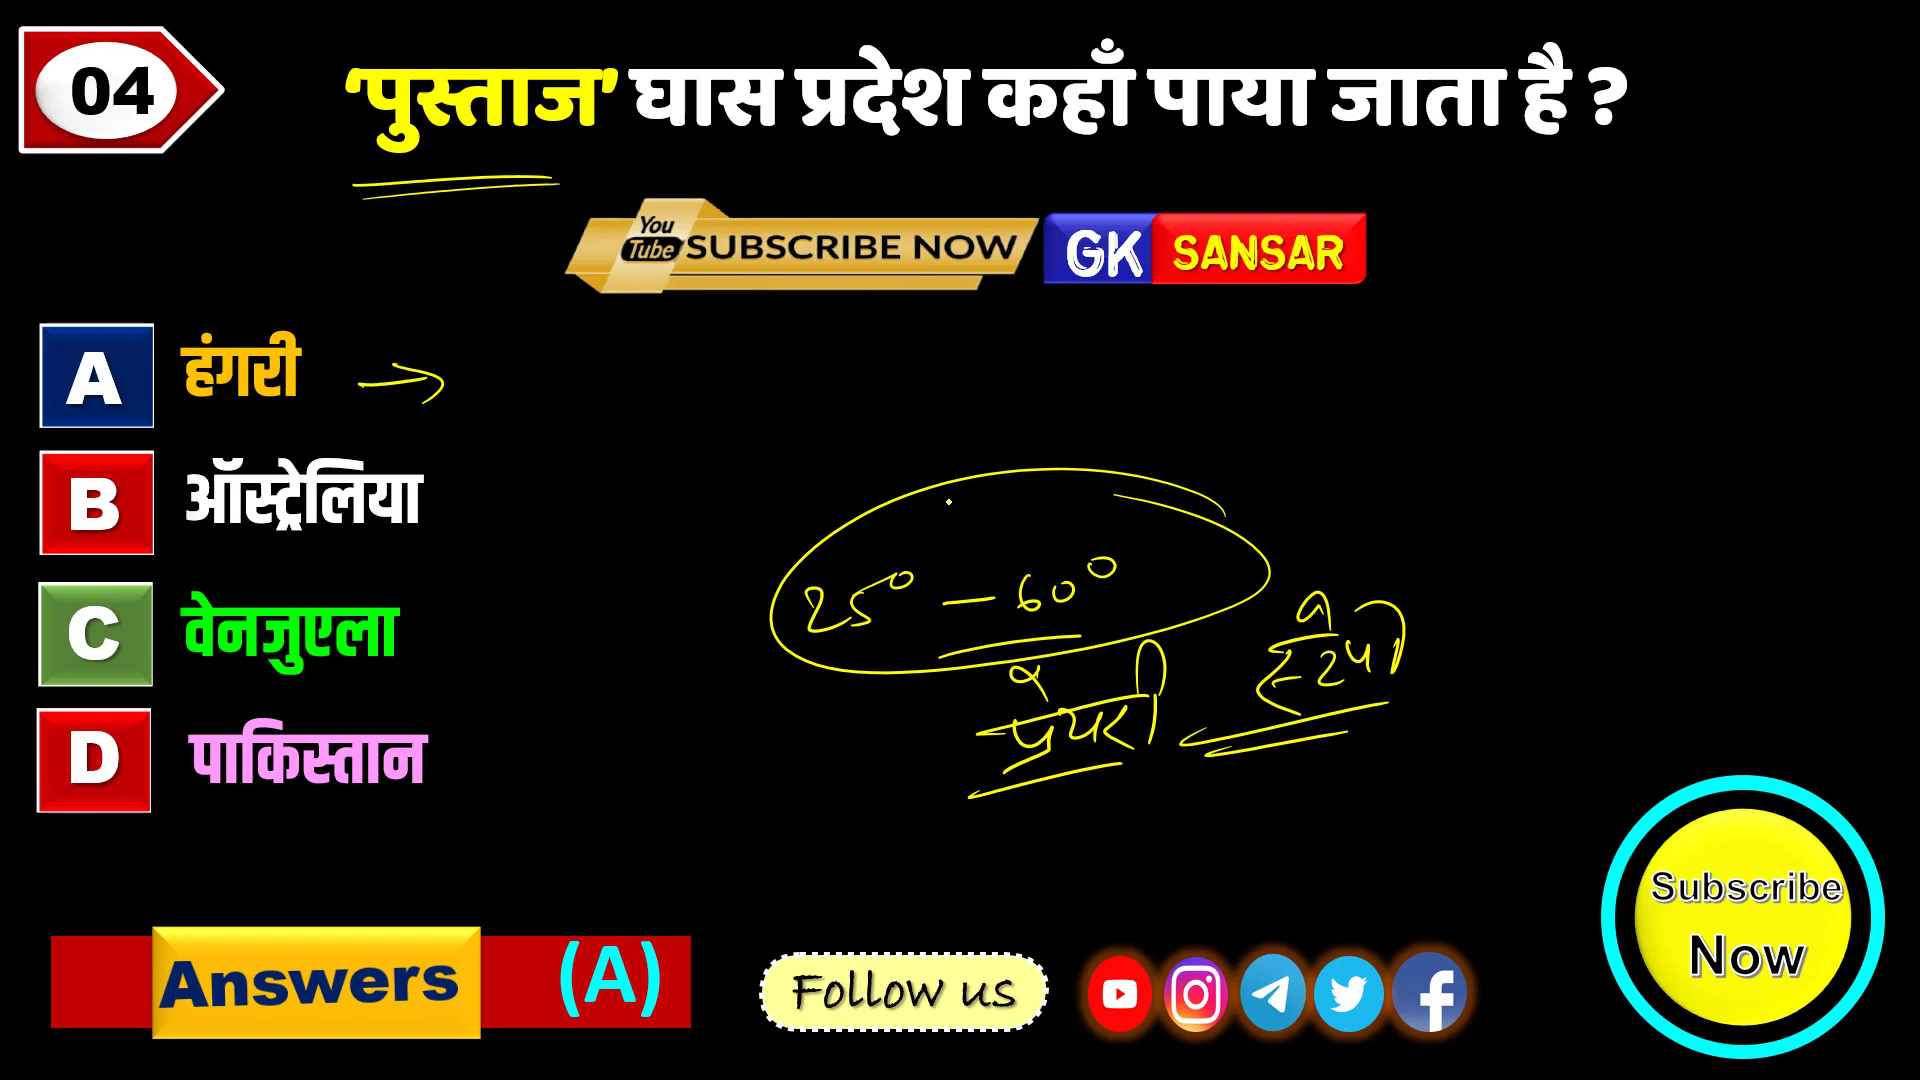 04
‘पुस्ताज’ घास प्रदेश कहाँ पाया जाता है ?
You Tube SUBSCRIBE NOW GK SANSAR
A हंगरी
B ऑस्ट्रेलिया
C वेनजुएला
D पाकिस्तान
25° – 60°
Answers (A)
Follow us
Subscribe
Now